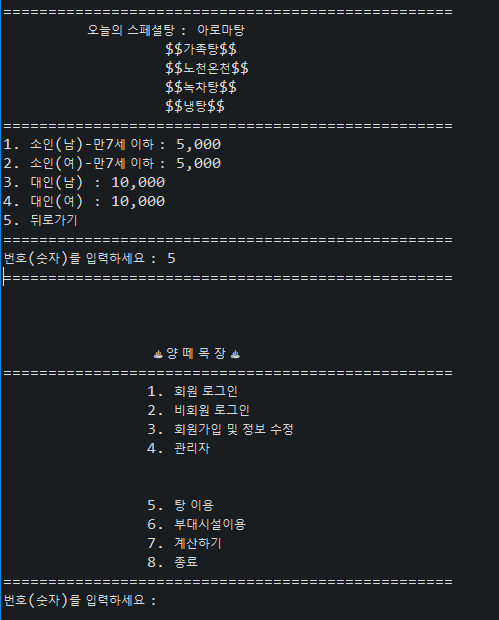 ==================================================
오늘의 스페셜탕 : 아로마탕
$$가족탕$$
$$노천온천$$
$$녹차탕$$
$$냉탕$$
==================================================
1. 소인(남)-만7세 이하 : 5,000
2. 소인(여)-만7세 이하 : 5,000
3. 대인(남) : 10,000
4. 대인(여) : 10,000
5. 뒤로가기
==================================================
번호(숫자)를 입력하세요 : 5
==================================================
♨양 떼 목 장♨
==================================================
1. 회원 로그인
2. 비회원 로그인
3. 회원가입 및 정보 수정
4. 관리자
5. 탕 이용
6. 부대시설이용
7. 계산하기
8. 종료
==================================================
번호(숫자)를 입력하세요 :